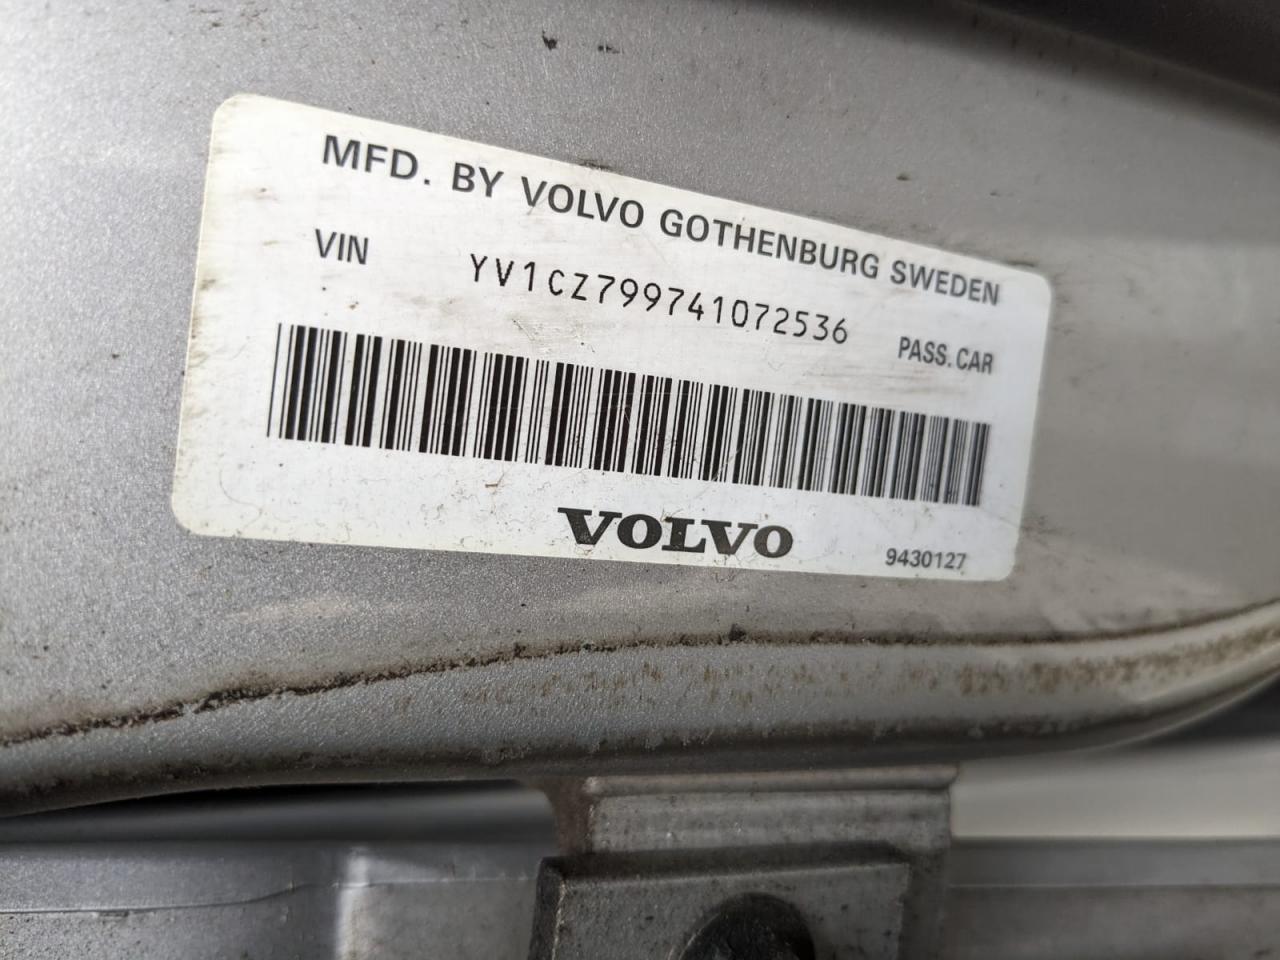 MFD. BY VOLVO GOTHENBURG SWEDEN
VIN YV1CZ799741072536 PASS. CAR
VOLVO
9430127